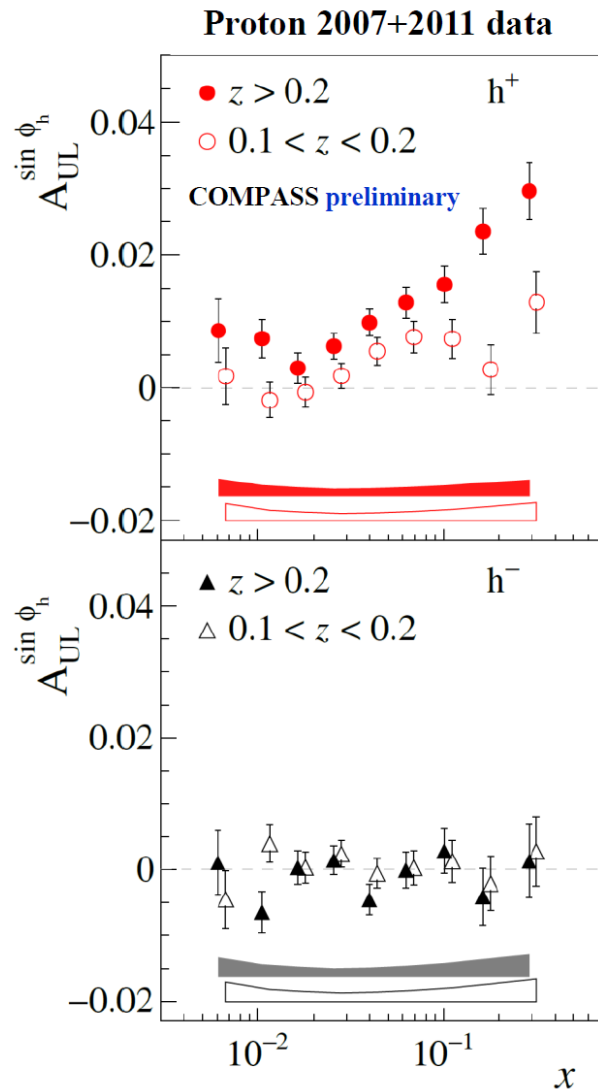 Proton 2007+2011 data
A_UL^{sin ϕ_h}
0.04
0.02
0
−0.02
z > 0.2
h⁺
0.1 < z < 0.2
COMPASS preliminary
A_UL^{sin ϕ_h}
0.04
0.02
0
−0.02
z > 0.2
h⁻
0.1 < z < 0.2
10⁻²
10⁻¹
x